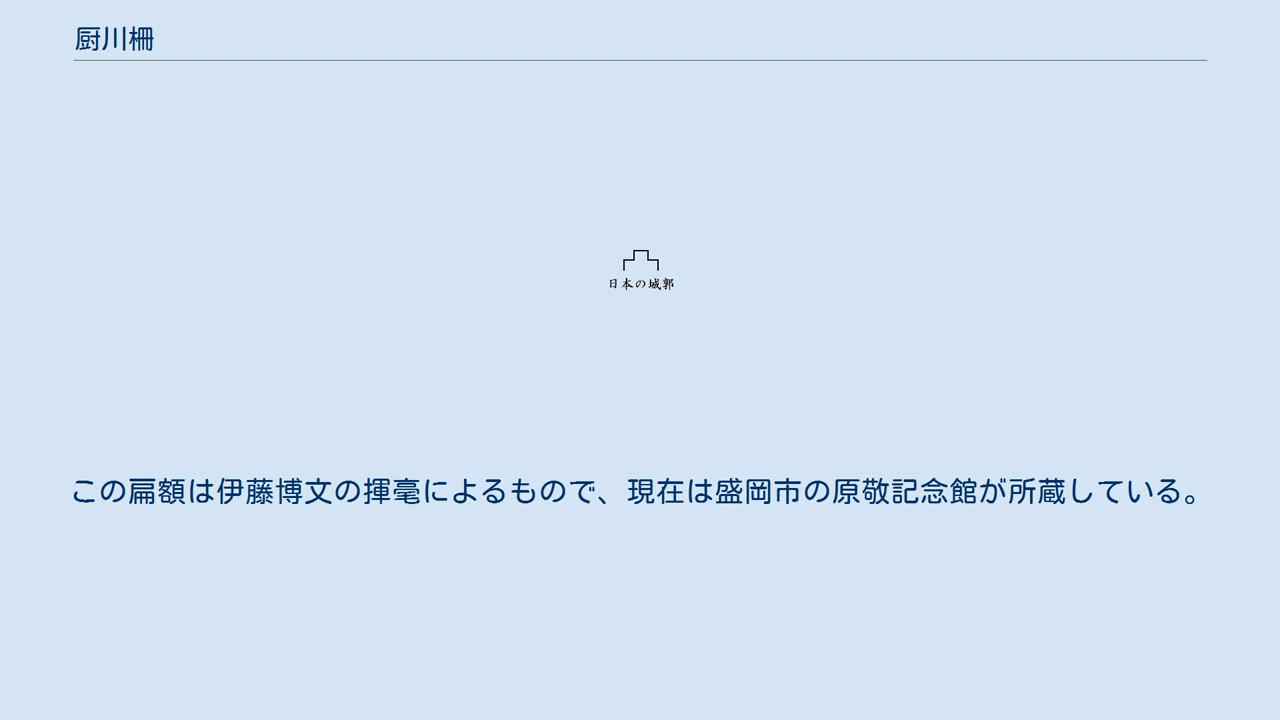 厨川柵
日本の城郭
この扁額は伊藤博文の揮毫によるもので、現在は盛岡市の原敬記念館が所蔵している。